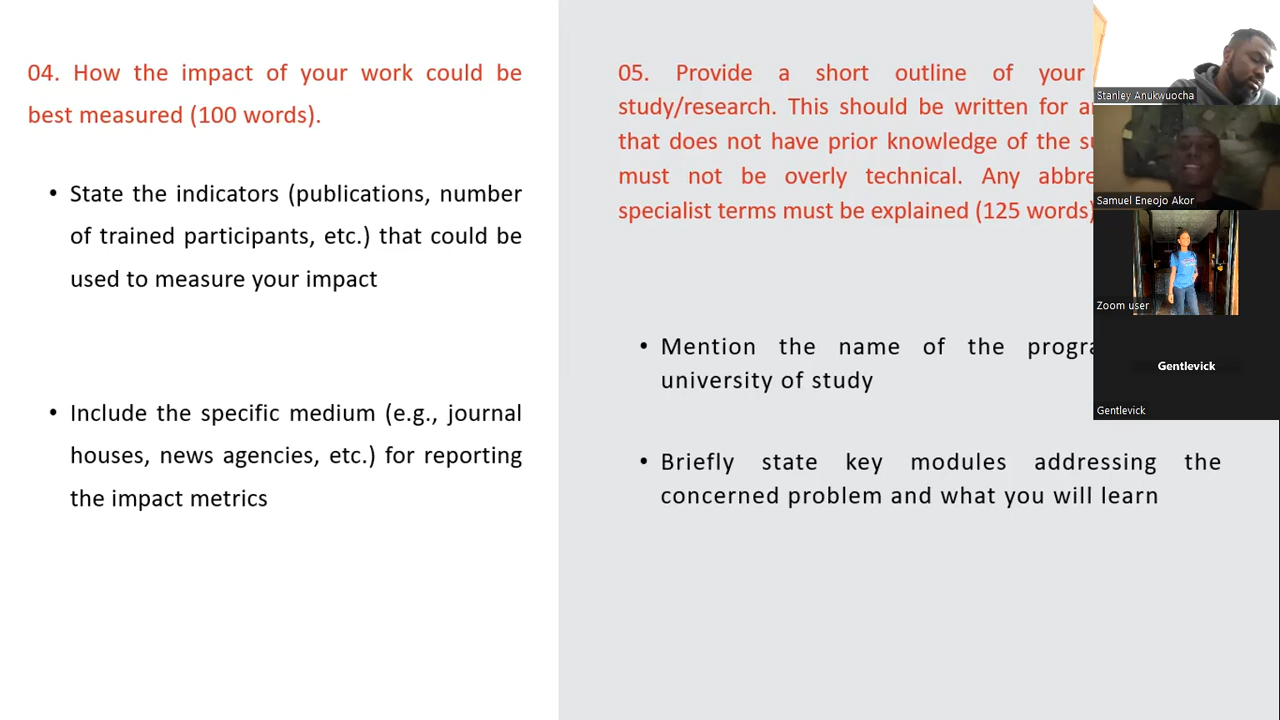 04. How the impact of your work could be
best measured (100 words).
• State the indicators (publications, number
of trained participants, etc.) that could be
used to measure your impact
• Include the specific medium (e.g., journal
houses, news agencies, etc.) for reporting
the impact metrics
05. Provide a short outline of your
study/research. This should be written for
that does not have prior knowledge of the
must not be overly technical. Any
specialist terms must be explained (125 words)
• Mention the name of the
university of study
• Briefly state key modules addressing the
concerned problem and what you will learn
Stanley Anukwuocha
Samuel Eneojo Akor
Zoom user
Gentlevick
Gentlevick